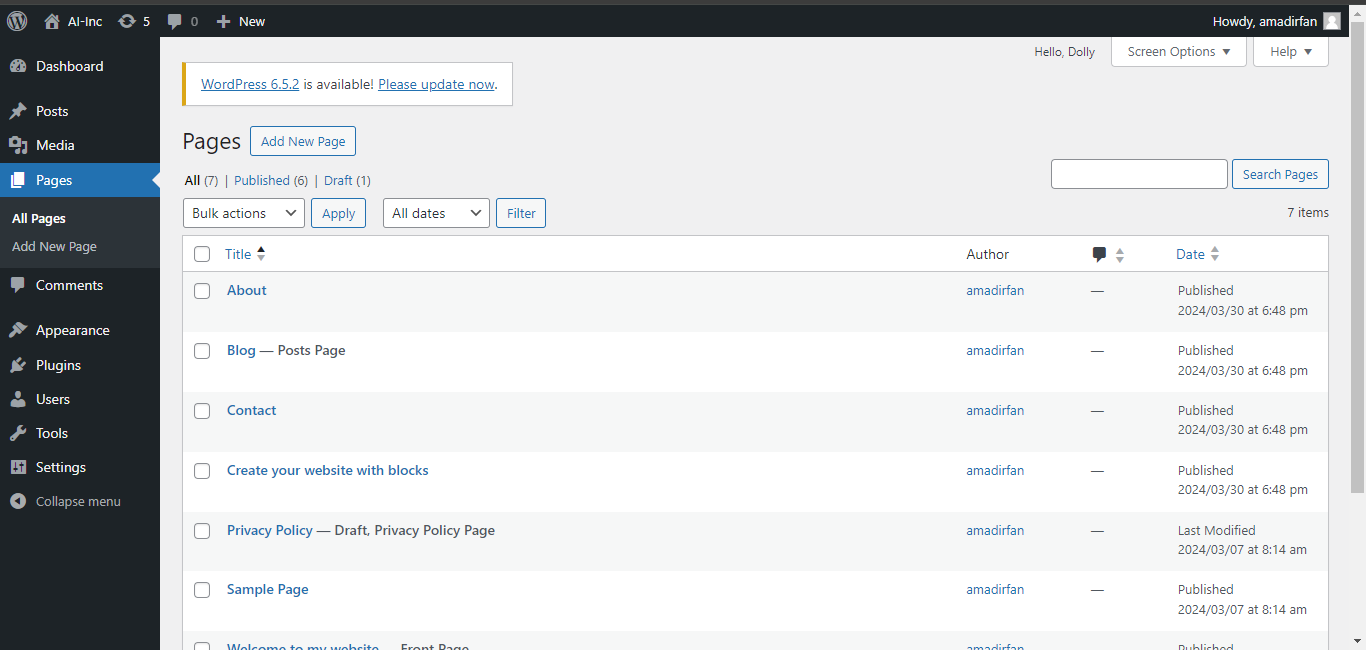 AI-Inc 5 0 New Howdy, amadirfan
Dashboard
Posts
Media
Pages
All Pages
Add New Page
Comments
Appearance
Plugins
Users
Tools
Settings
Collapse menu
Hello, Dolly Screen Options Help
WordPress 6.5.2 is available! Please update now.
Pages Add New Page
All (7) | Published (6) | Draft (1)
Search Pages
Bulk actions Apply All dates Filter 7 items
Title Author Date
About amadirfan — Published
2024/03/30 at 6:48 pm
Blog — Posts Page amadirfan — Published
2024/03/30 at 6:48 pm
Contact amadirfan — Published
2024/03/30 at 6:48 pm
Create your website with blocks amadirfan — Published
2024/03/30 at 6:48 pm
Privacy Policy — Draft, Privacy Policy Page amadirfan — Last Modified
2024/03/07 at 8:14 am
Sample Page amadirfan — Published
2024/03/07 at 8:14 am
Welcome to my website — Front Page amadirfan — Published